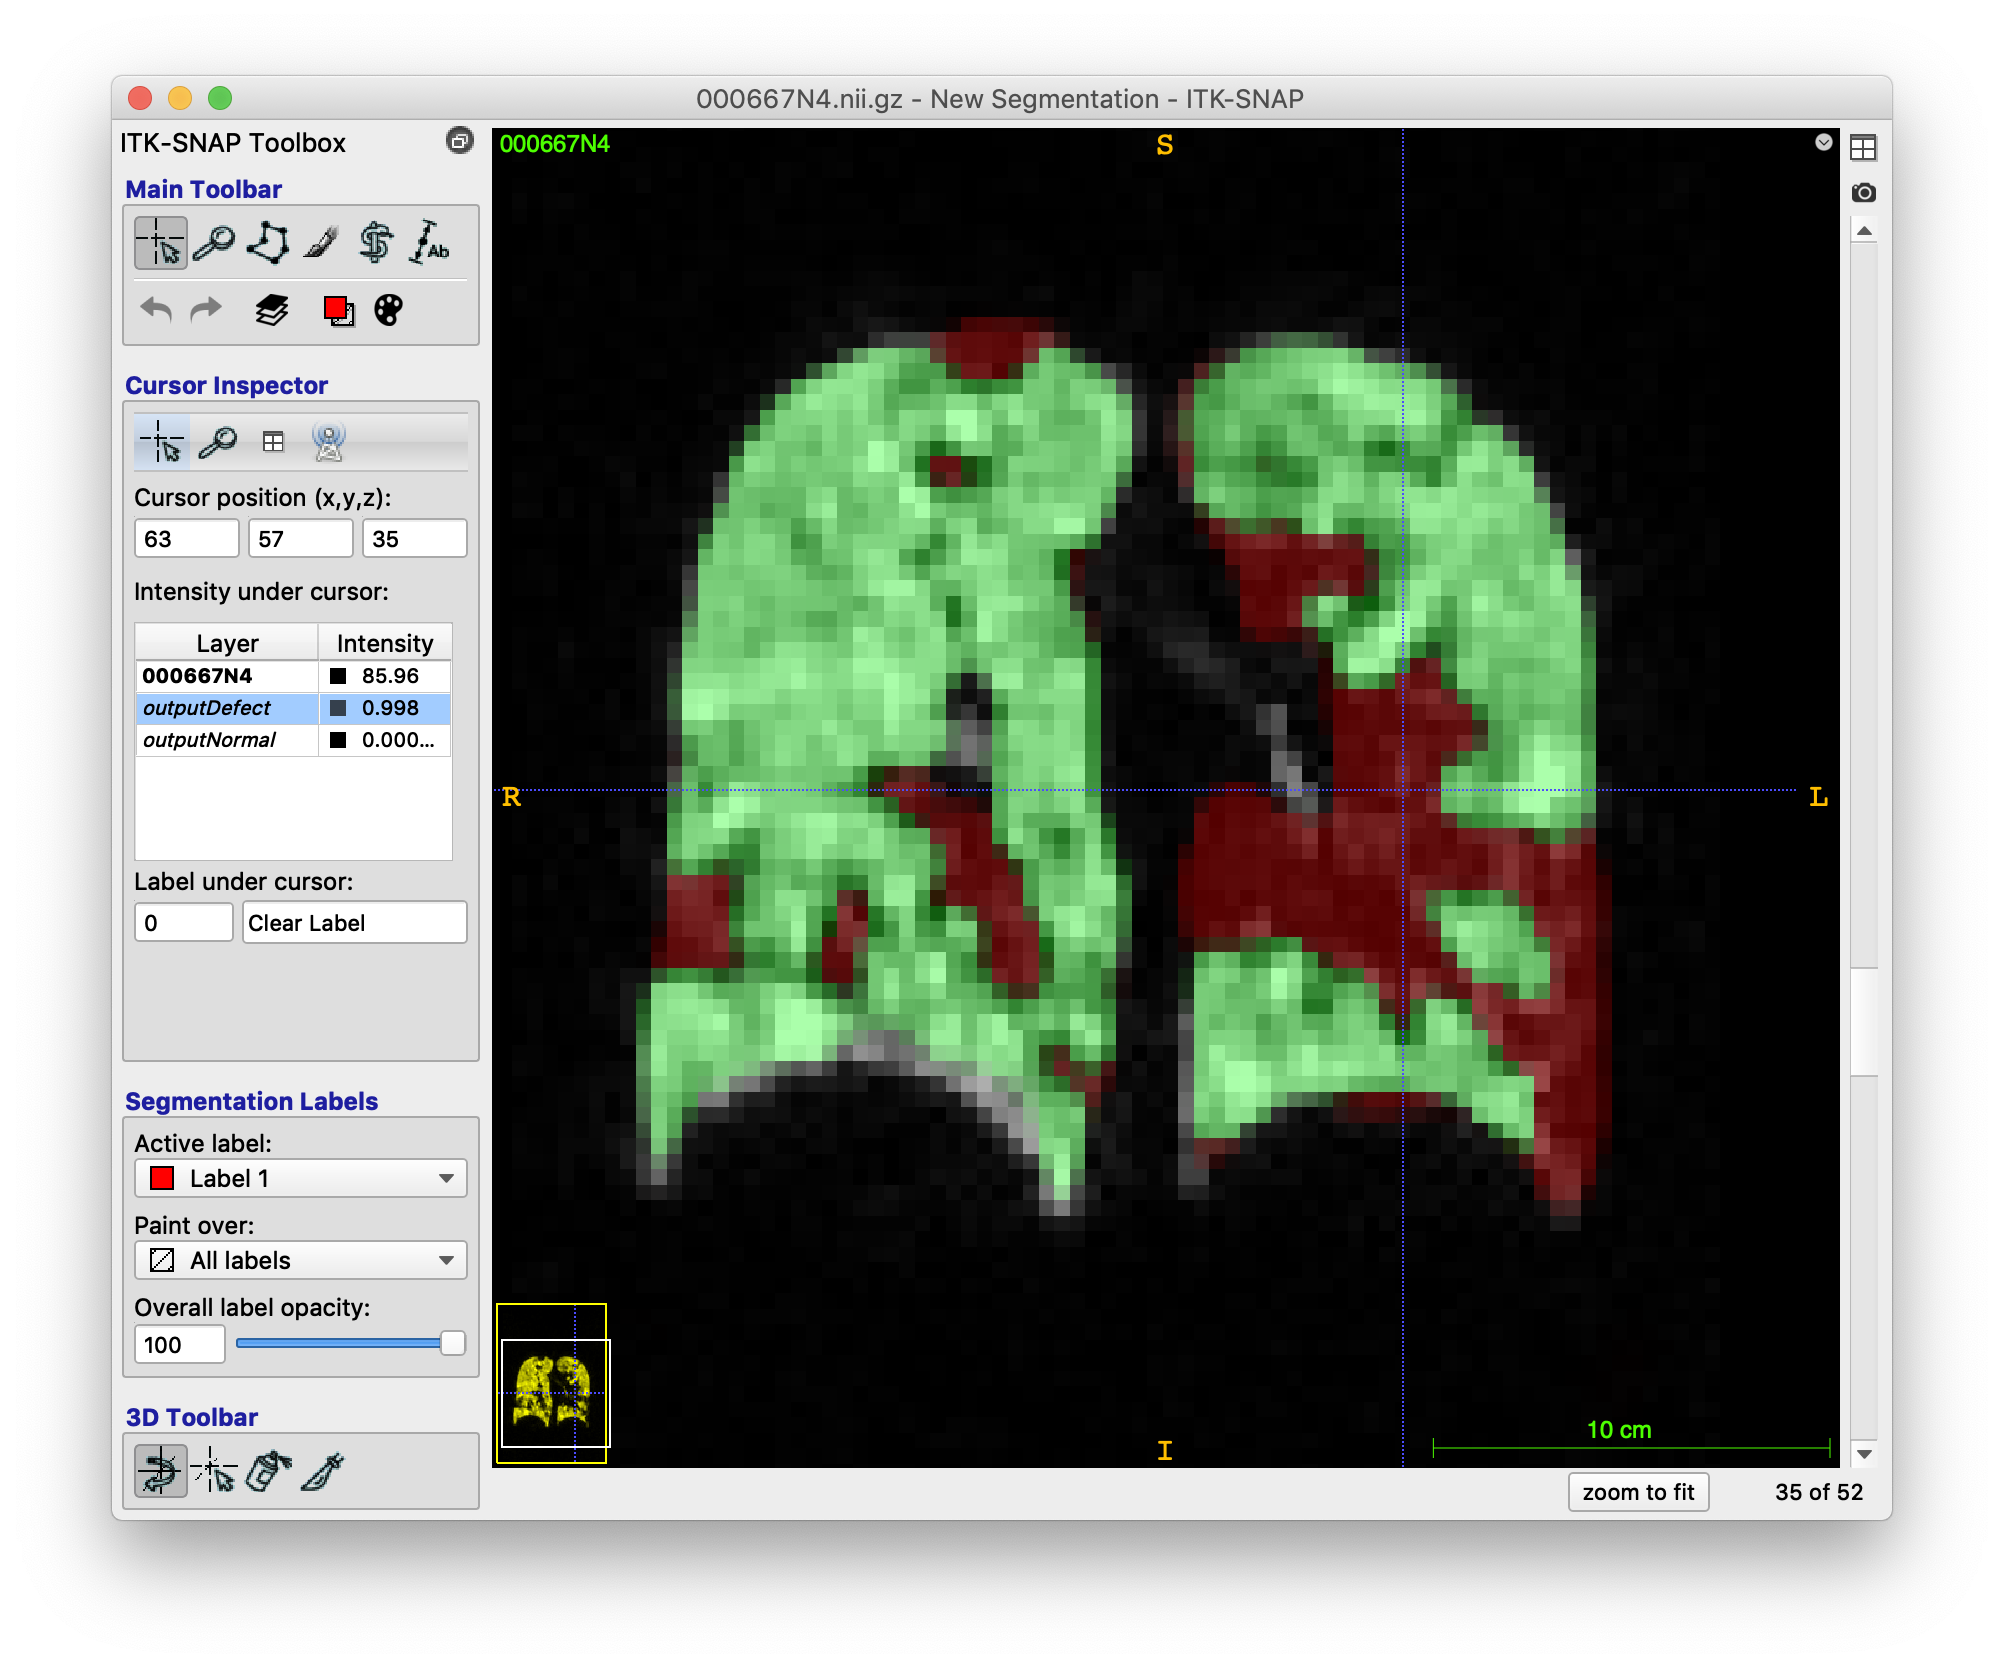 000667N4.nii.gz - New Segmentation - ITK-SNAP
ITK-SNAP Toolbox
Main Toolbar
Ab
Cursor Inspector
Cursor position (x,y,z):
63 57 35
Intensity under cursor:
Layer Intensity
000667N4 85.96
outputDefect 0.998
outputNormal 0.000...
Label under cursor:
0 Clear Label
Segmentation Labels
Active label:
Label 1
Paint over:
All labels
Overall label opacity:
100
3D Toolbar
000667N4
S
R
L
I
10 cm
zoom to fit
35 of 52